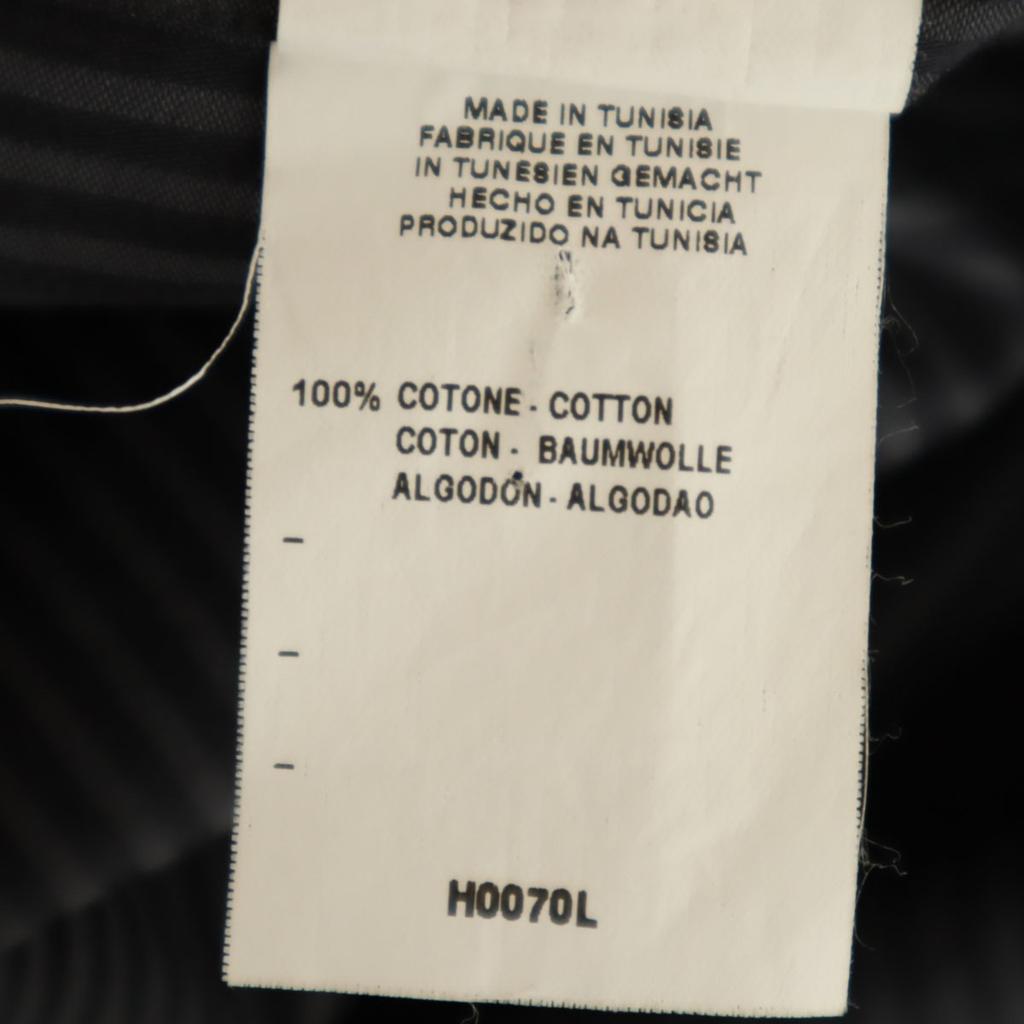 MADE IN TUNISIA
FABRIQUE EN TUNISIE
IN TUNESIEN GEMACHT
HECHO EN TUNICIA
PRODUZIDO NA TUNISIA
100% COTONE - COTTON
COTON - BAUMWOLLE
ALGODÓN - ALGODAO
-
-
-
H0070L